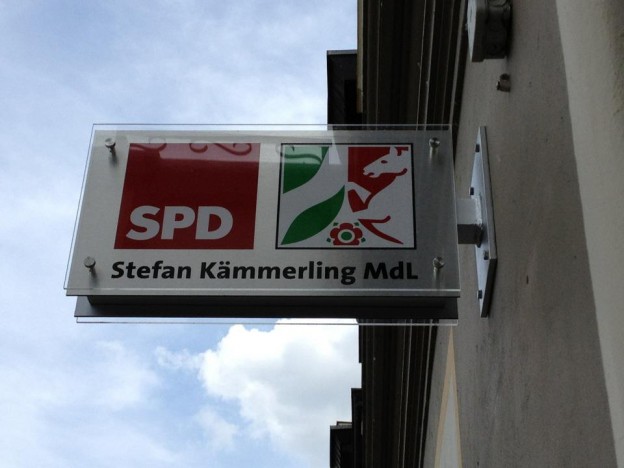 SPD
Stefan Kämmerling MdL